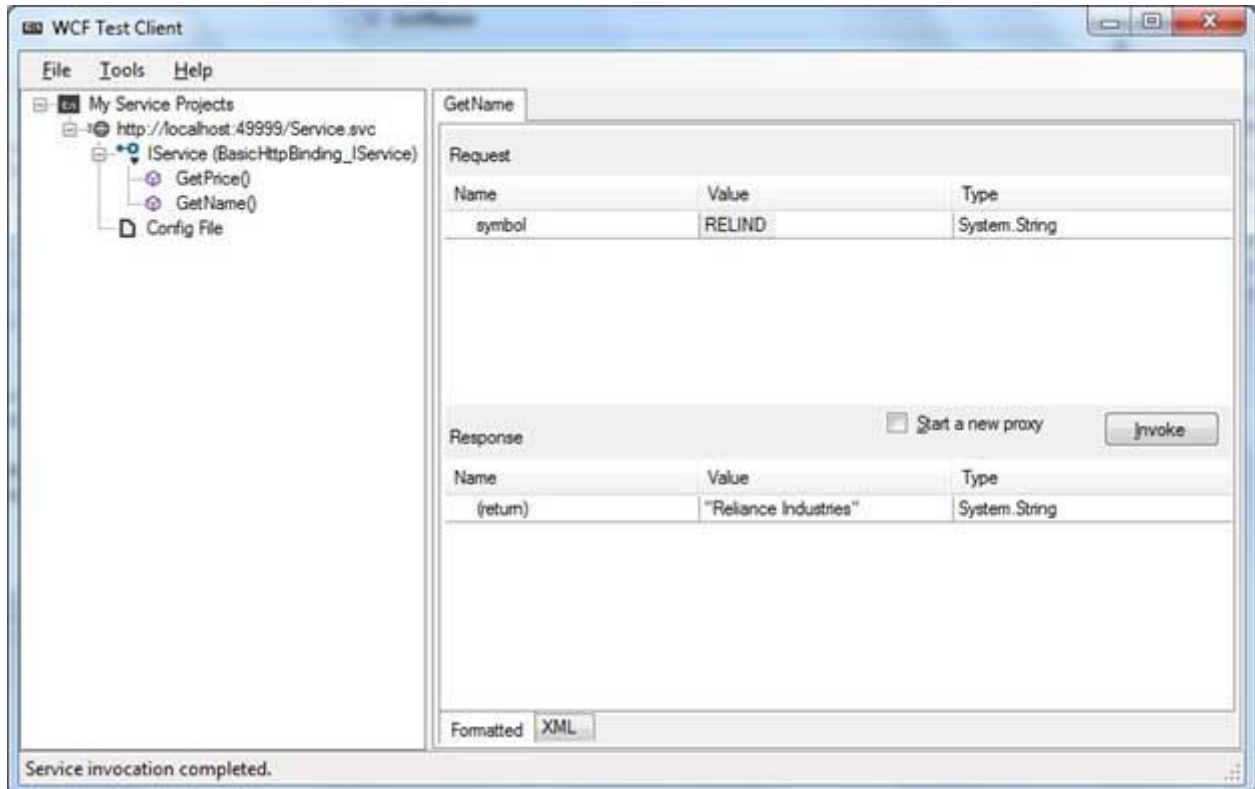 WCF Test Client
File Tools Help
My Service Projects
http://localhost:49999/Service.svc
IService (BasicHttpBinding_IService)
GetPrice()
GetName()
Config File
GetName
Request
Name Value Type
symbol RELIND System.String
Start a new proxy Invoke
Response
Name Value Type
(return) "Reliance Industries" System.String
Formatted XML
Service invocation completed.